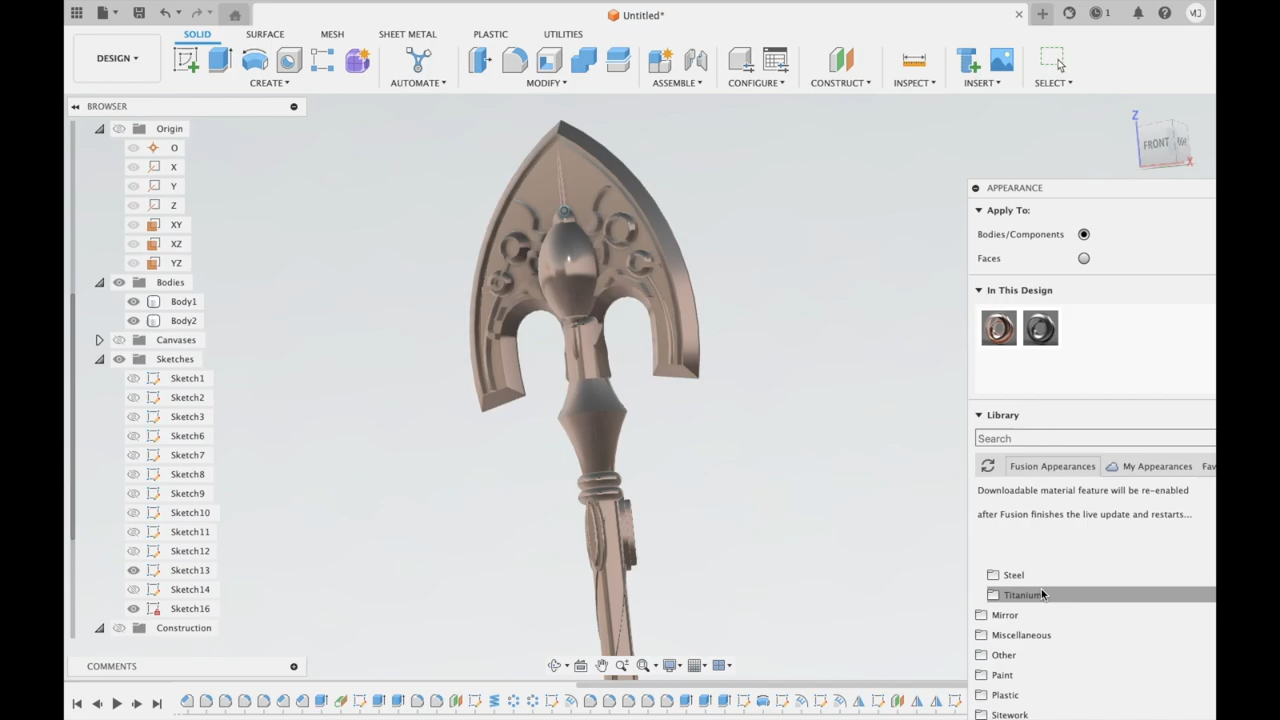 Untitled*
1
MJ
SOLID
SURFACE
MESH
SHEET METAL
PLASTIC
UTILITIES
DESIGN
CREATE
AUTOMATE
MODIFY
ASSEMBLE
CONFIGURE
CONSTRUCT
INSPECT
INSERT
SELECT
BROWSER
Origin
O
X
Y
Z
XY
XZ
YZ
Bodies
Body1
Body2
Canvases
Sketches
Sketch1
Sketch2
Sketch3
Sketch6
Sketch7
Sketch8
Sketch9
Sketch10
Sketch11
Sketch12
Sketch13
Sketch14
Sketch16
Construction
COMMENTS
Z
FRONT
X
APPEARANCE
Apply To:
Bodies/Components
Faces
In This Design
Library
Search
Fusion Appearances
My Appearances
Fav
Downloadable material feature will be re-enabled
after Fusion finishes the live update and restarts...
Steel
Titanium
Mirror
Miscellaneous
Other
Paint
Plastic
Sitework